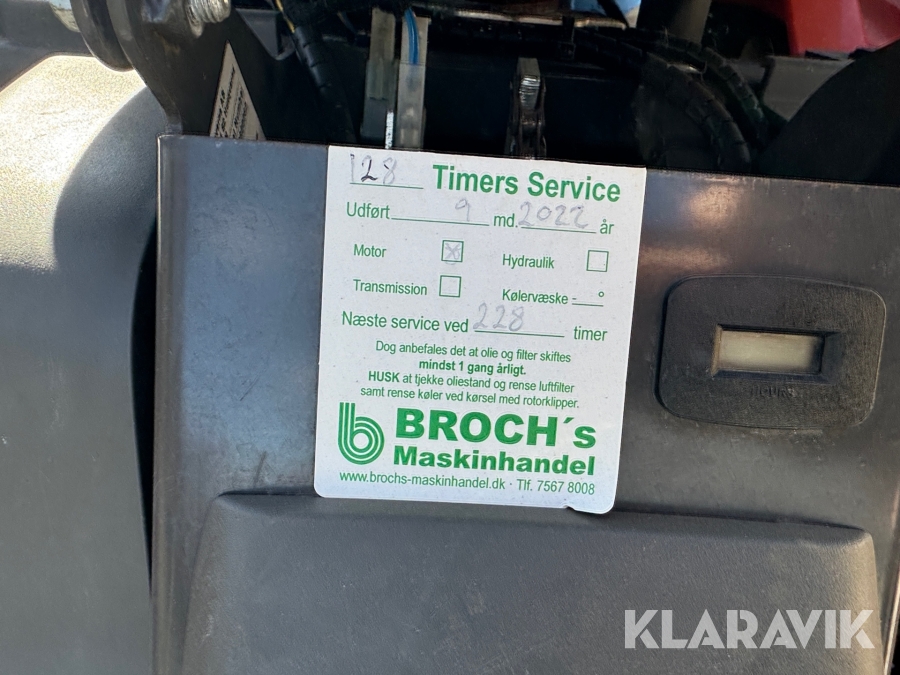 128 Timers Service
Udført 9 md. 2022 år
Motor x Hydraulik
Transmission Kølervæske - °
Næste service ved 228 timer
Dog anbefales det at olie og filter skiftes
mindst 1 gang årligt.
HUSK at tjekke oliestand og rense luftfilter
samt rense køler ved kørsel med rotorklipper.
b BROCH´s
Maskinhandel
www.brochs-maskinhandel.dk · Tlf. 7567 8008
HOURS
KLARAVIK